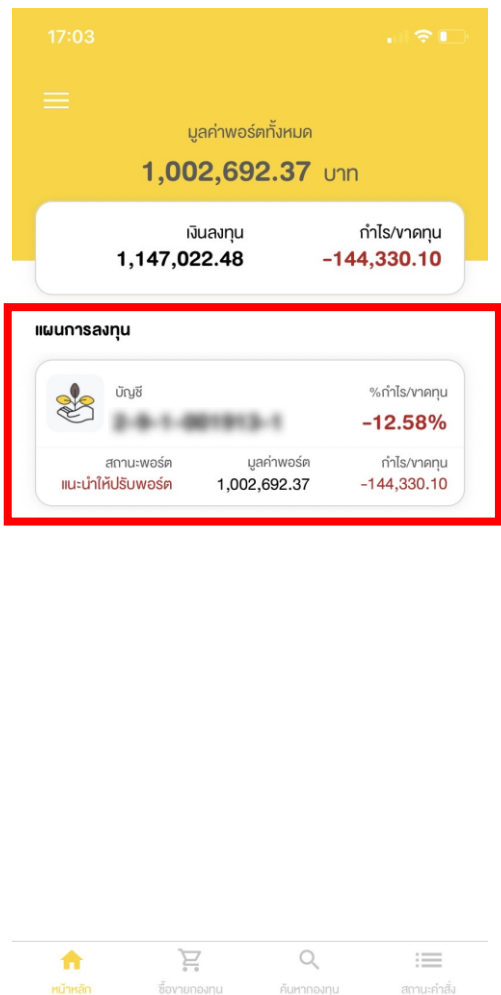 17:03
มูลค่าพอร์ตทั้งหมด
1,002,692.37 บาท
เงินลงทุน กำไร/ขาดทุน
1,147,022.48 -144,330.10
แผนการลงทุน
บัญชี %กำไร/ขาดทุน
-12.58%
สถานะพอร์ต มูลค่าพอร์ต กำไร/ขาดทุน
แนะนำให้ปรับพอร์ต 1,002,692.37 -144,330.10
หน้าหลัก ซื้อขายกองทุน ค้นหากองทุน สถานะคำสั่ง